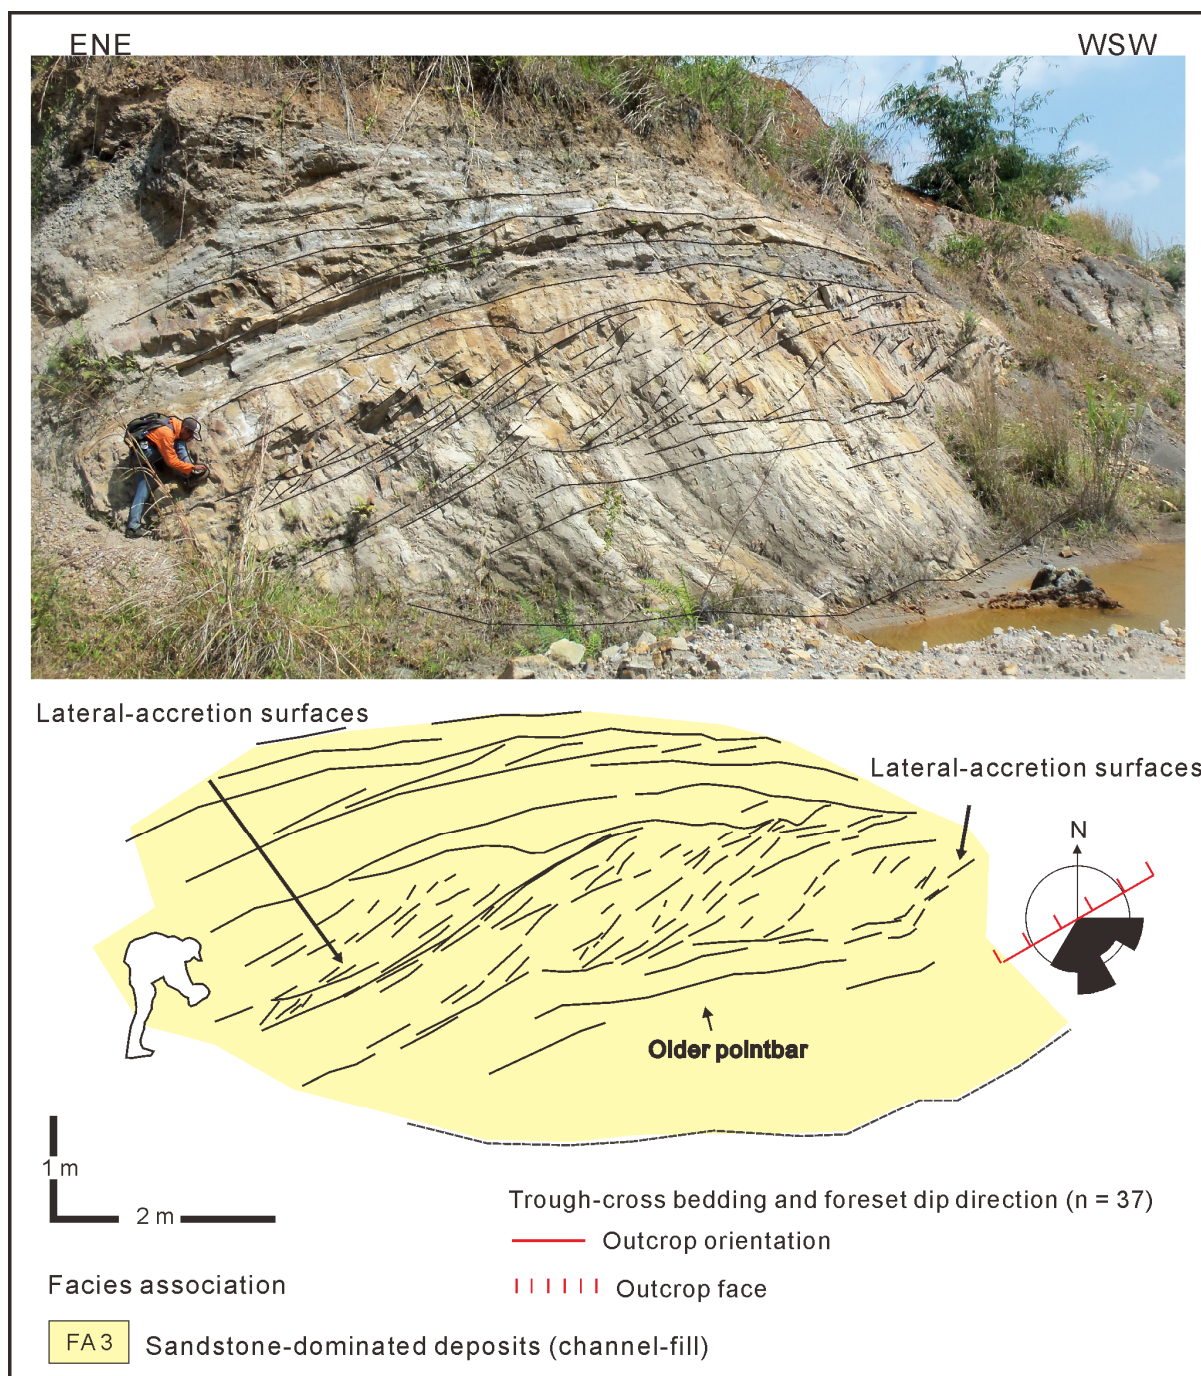 ENE
WSW
Lateral-accretion surfaces
Lateral-accretion surfaces
N
Older pointbar
1 m
2 m
Trough-cross bedding and foreset dip direction (n = 37)
Outcrop orientation
Facies association
Outcrop face
FA 3
Sandstone-dominated deposits (channel-fill)